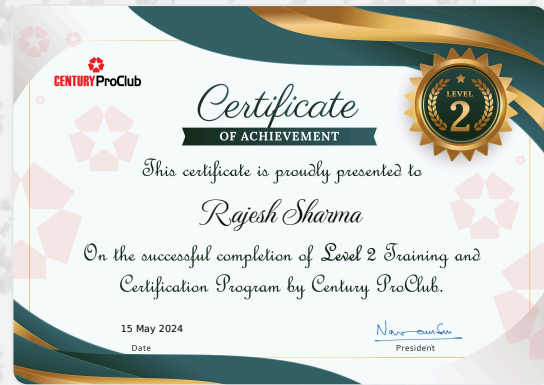 CENTURY ProClub
LEVEL
2
Certificate
OF ACHIEVEMENT
This certificate is proudly presented to
Rajesh Sharma
On the successful completion of Level 2 Training and
Certification Program by Century ProClub.
15 May 2024
Date
President